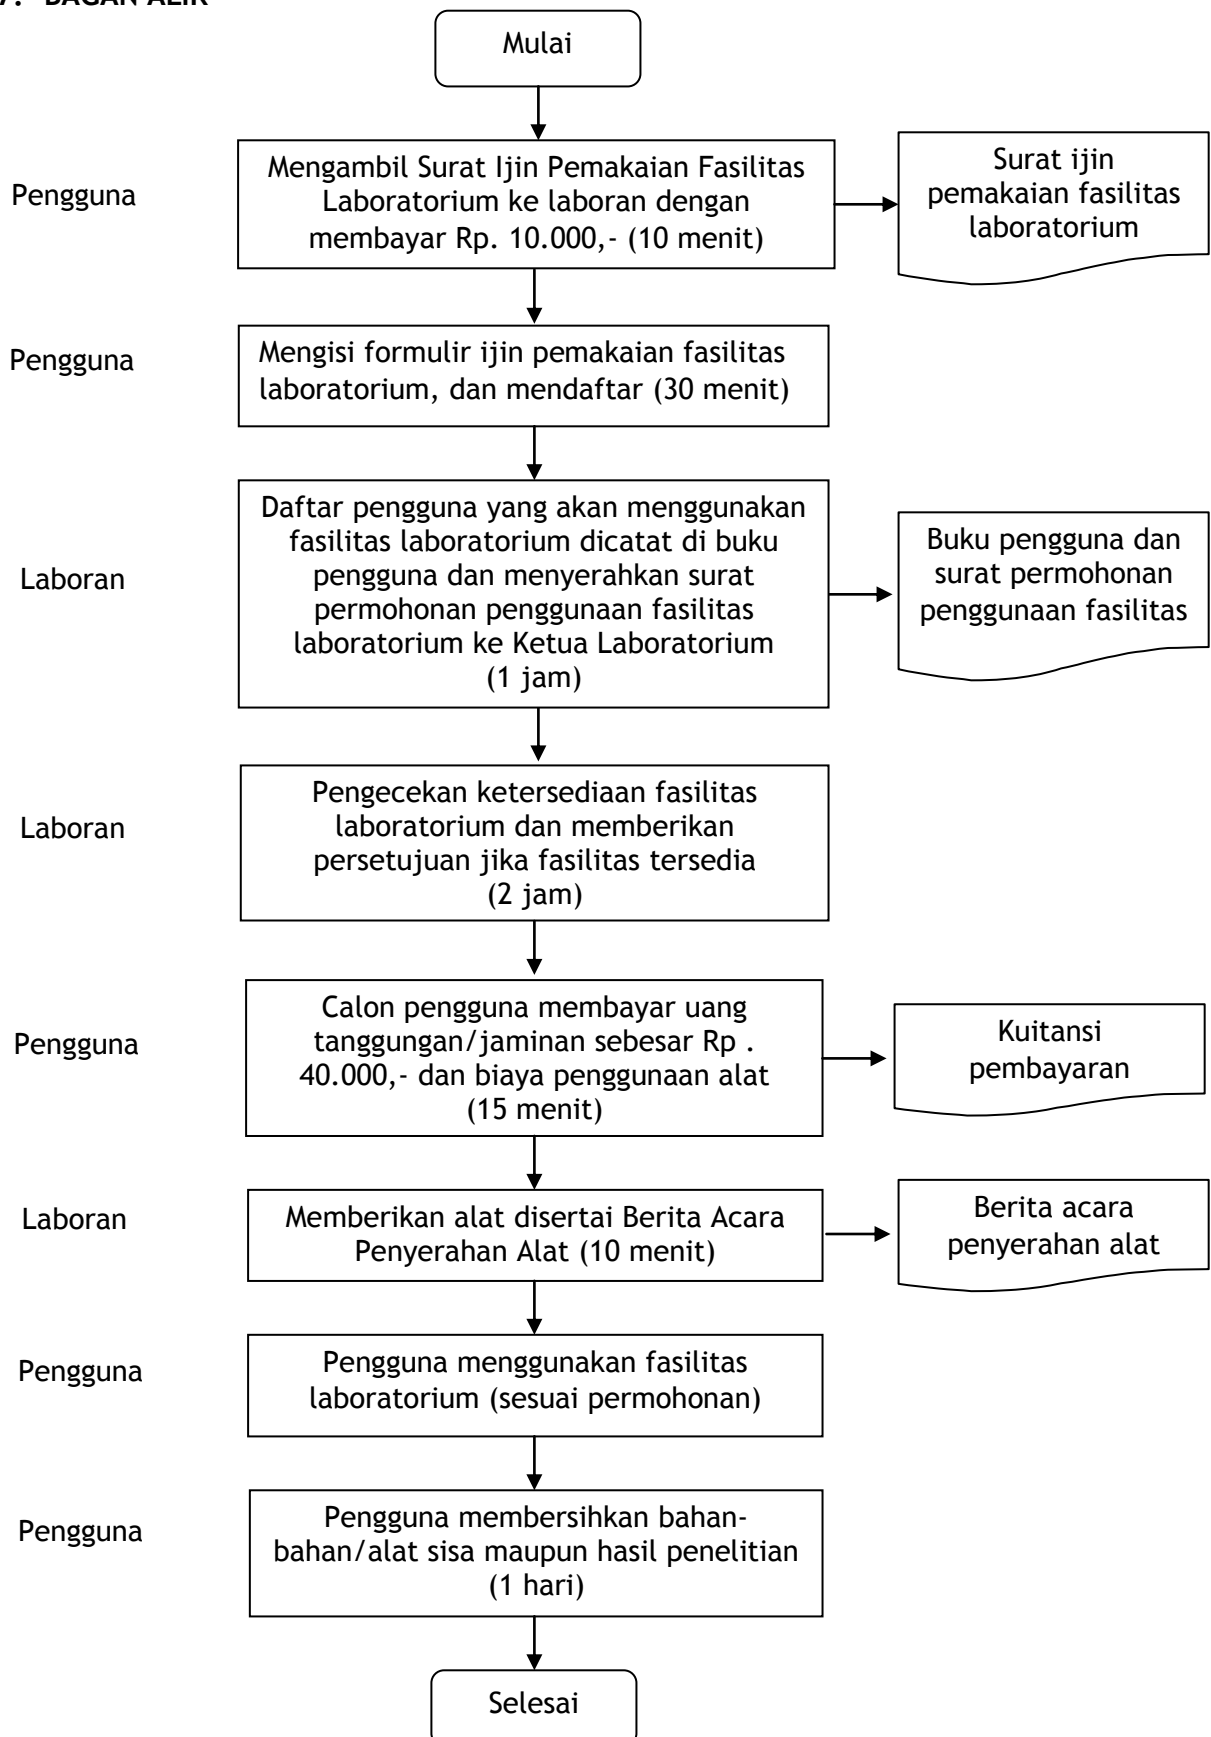 BAGAN ALIR
Mulai
Pengguna
Mengambil Surat Ijin Pemakaian Fasilitas
Laboratorium ke laboran dengan
membayar Rp. 10.000,- (10 menit)
Surat ijin
pemakaian fasilitas
laboratorium
Pengguna
Mengisi formulir ijin pemakaian fasilitas
laboratorium, dan mendaftar (30 menit)
Laboran
Daftar pengguna yang akan menggunakan
fasilitas laboratorium dicatat di buku
pengguna dan menyerahkan surat
permohonan penggunaan fasilitas
laboratorium ke Ketua Laboratorium
(1 jam)
Buku pengguna dan
surat permohonan
penggunaan fasilitas
Laboran
Pengecekan ketersediaan fasilitas
laboratorium dan memberikan
persetujuan jika fasilitas tersedia
(2 jam)
Pengguna
Calon pengguna membayar uang
tanggungan/jaminan sebesar Rp .
40.000,- dan biaya penggunaan alat
(15 menit)
Kuitansi
pembayaran
Laboran
Memberikan alat disertai Berita Acara
Penyerahan Alat (10 menit)
Berita acara
penyerahan alat
Pengguna
Pengguna menggunakan fasilitas
laboratorium (sesuai permohonan)
Pengguna
Pengguna membersihkan bahan-
bahan/alat sisa maupun hasil penelitian
(1 hari)
Selesai